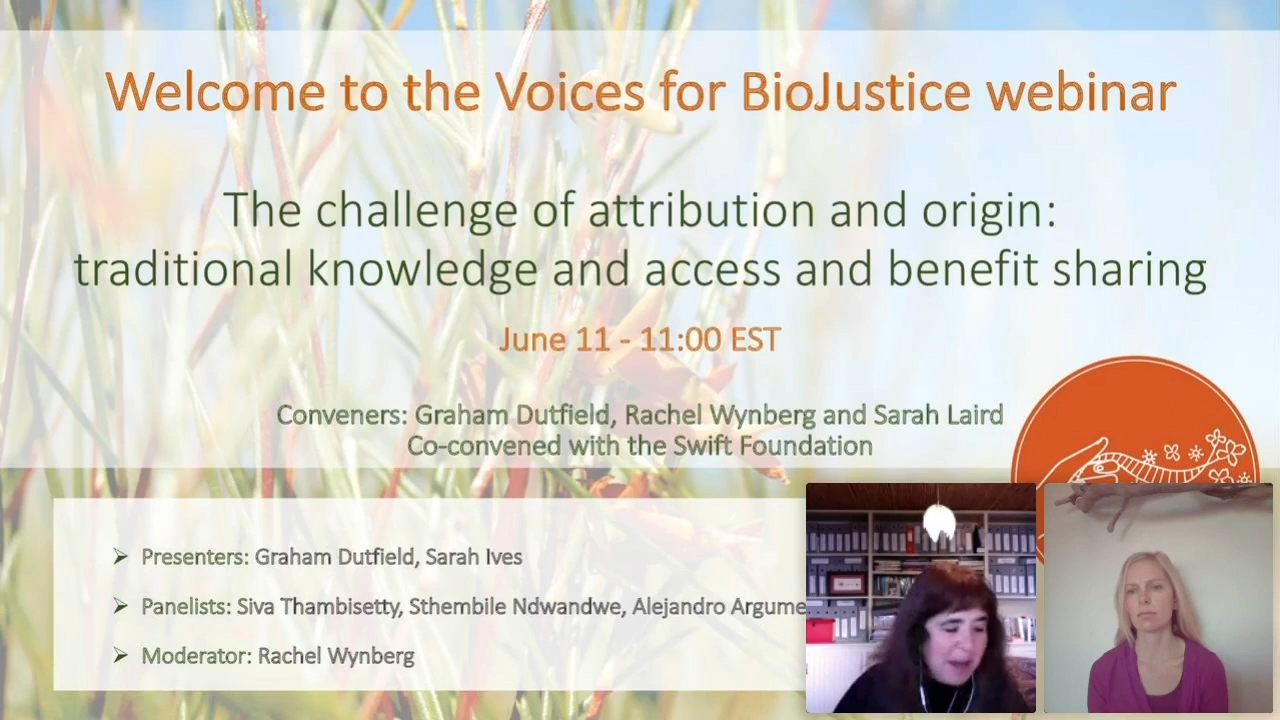 Welcome to the Voices for BioJustice webinar
The challenge of attribution and origin:
traditional knowledge and access and benefit sharing
June 11 - 11:00 EST
Conveners: Graham Dutfield, Rachel Wynberg and Sarah Laird
Co-convened with the Swift Foundation
➢ Presenters: Graham Dutfield, Sarah Ives
➢ Panelists: Siva Thambisetty, Sthembile Ndwandwe, Alejandro Argume
➢ Moderator: Rachel Wynberg